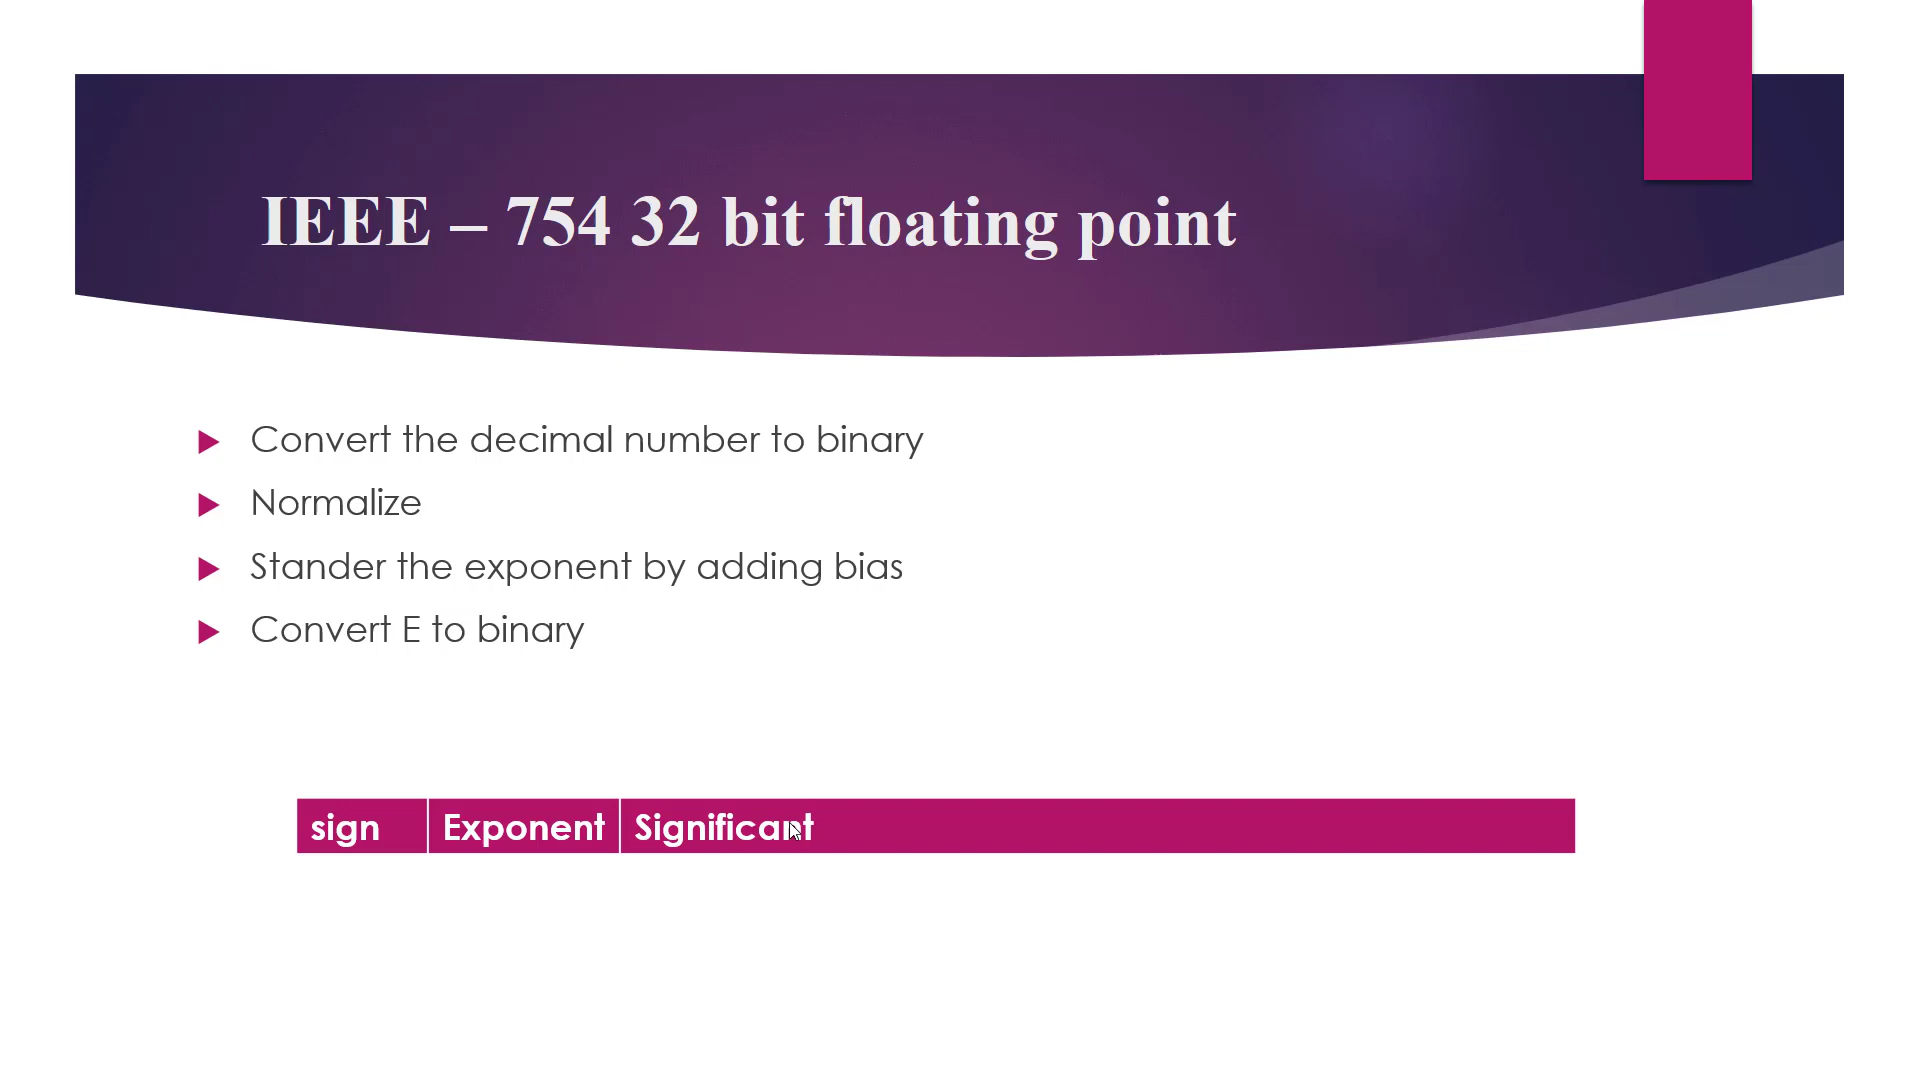 IEEE – 754 32 bit floating point
Convert the decimal number to binary
Normalize
Stander the exponent by adding bias
Convert E to binary
sign Exponent Significant